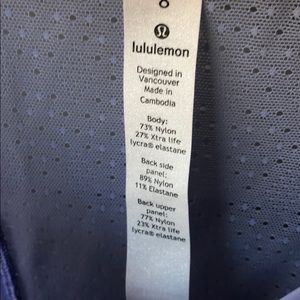 lululemon
Designed in
Vancouver
Made in
Cambodia
Body:
73% Nylon
27% Xtra life
lycra® elastane
Back side
panel:
89% Nylon
11% Elastane
Back upper
panel:
77% Nylon
23% Xtra life
lycra® elastane